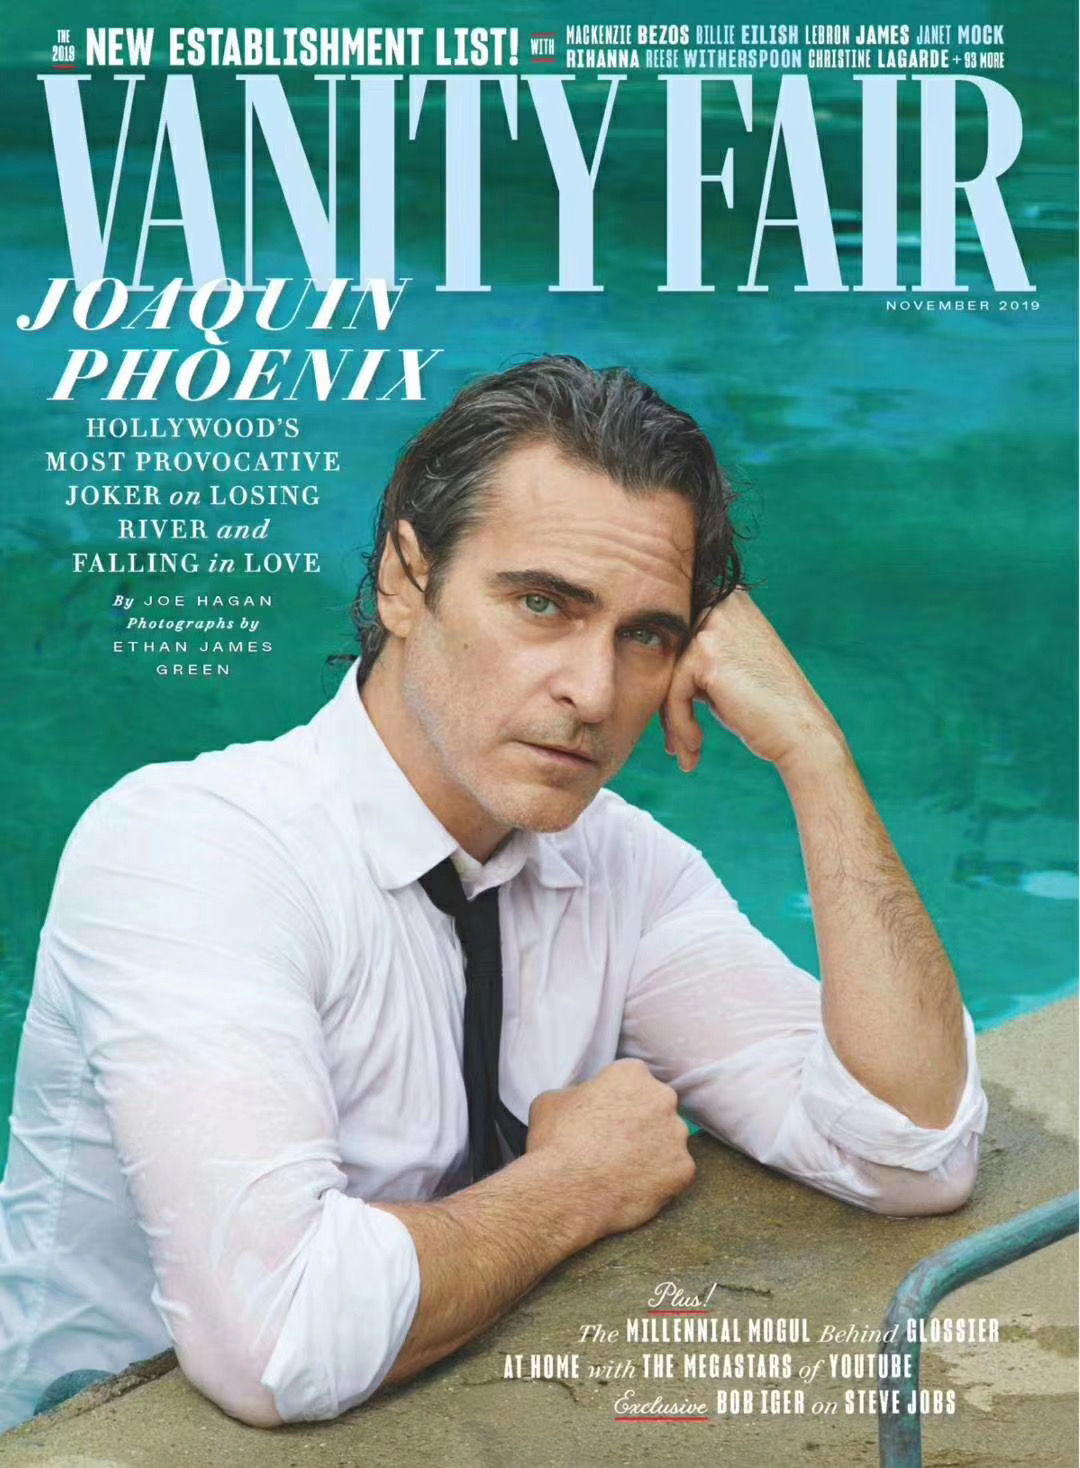 THE 2019 NEW ESTABLISHMENT LIST! WITH MACKENZIE BEZOS BILLIE EILISH LEBRON JAMES JANET MOCK
RIHANNA REESE WITHERSPOON CHRISTINE LAGARDE + 93 MORE
VANITY FAIR
NOVEMBER 2019
JOAQUIN
PHOENIX
HOLLYWOOD'S
MOST PROVOCATIVE
JOKER on LOSING
RIVER and
FALLING in LOVE
By JOE HAGAN
Photographs by
ETHAN JAMES
GREEN
Plus!
The MILLENNIAL MOGUL Behind GLOSSIER
AT HOME with THE MEGASTARS of YOUTUBE
Exclusive BOB IGER on STEVE JOBS